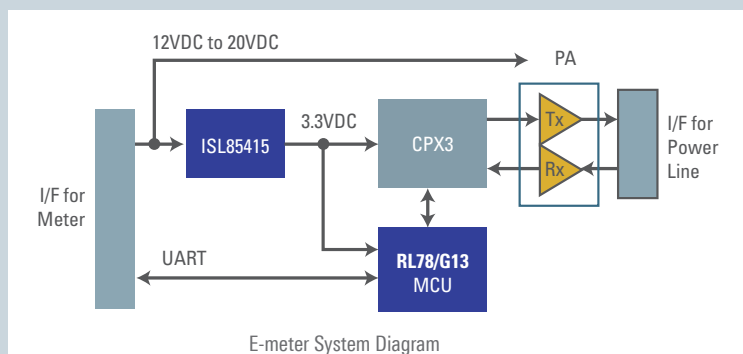 12VDC to 20VDC
PA
ISL85415
3.3VDC
CPX3
Tx
Rx
I/F for
Power
Line
I/F for
Meter
UART
RL78/G13
MCU
E-meter System Diagram